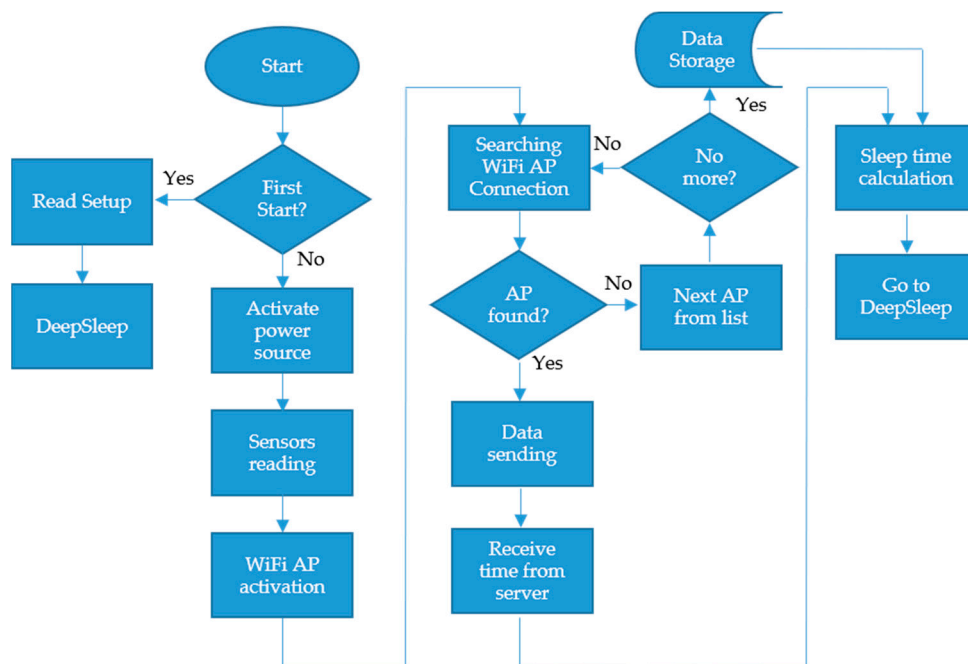 Start
First
Start?
Yes
Read Setup
DeepSleep
No
Activate
power
source
Sensors
reading
WiFi AP
activation
Searching
WiFi AP
Connection
AP
found?
No
Next AP
from list
No
more?
No
Yes
Data
Storage
Yes
Data
sending
Receive
time from
server
Sleep time
calculation
Go to
DeepSleep